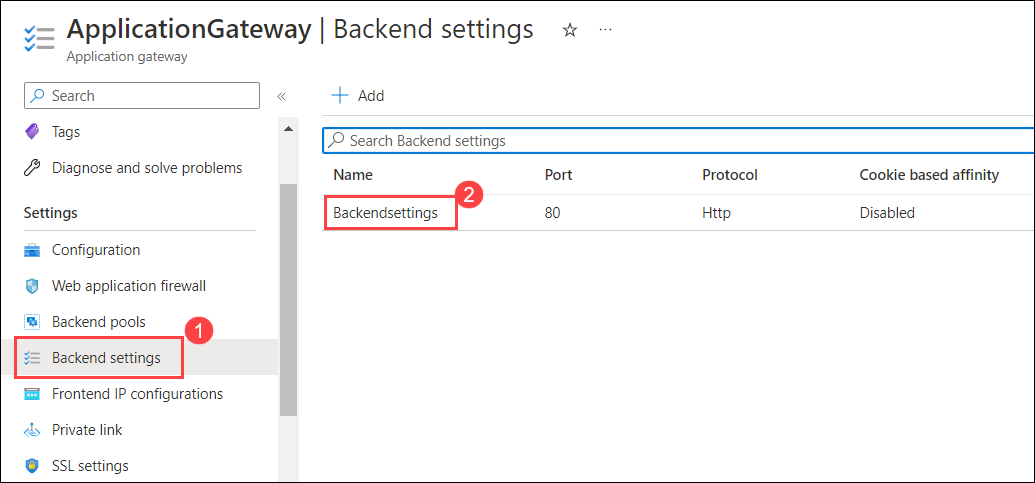 ApplicationGateway | Backend settings ☆ ...
Application gateway
Search «
Tags
Diagnose and solve problems
Settings
Configuration
Web application firewall
Backend pools
1
Backend settings
Frontend IP configurations
Private link
SSL settings
+ Add
Search Backend settings
Name Port Protocol Cookie based affinity
2
Backendsettings 80 Http Disabled